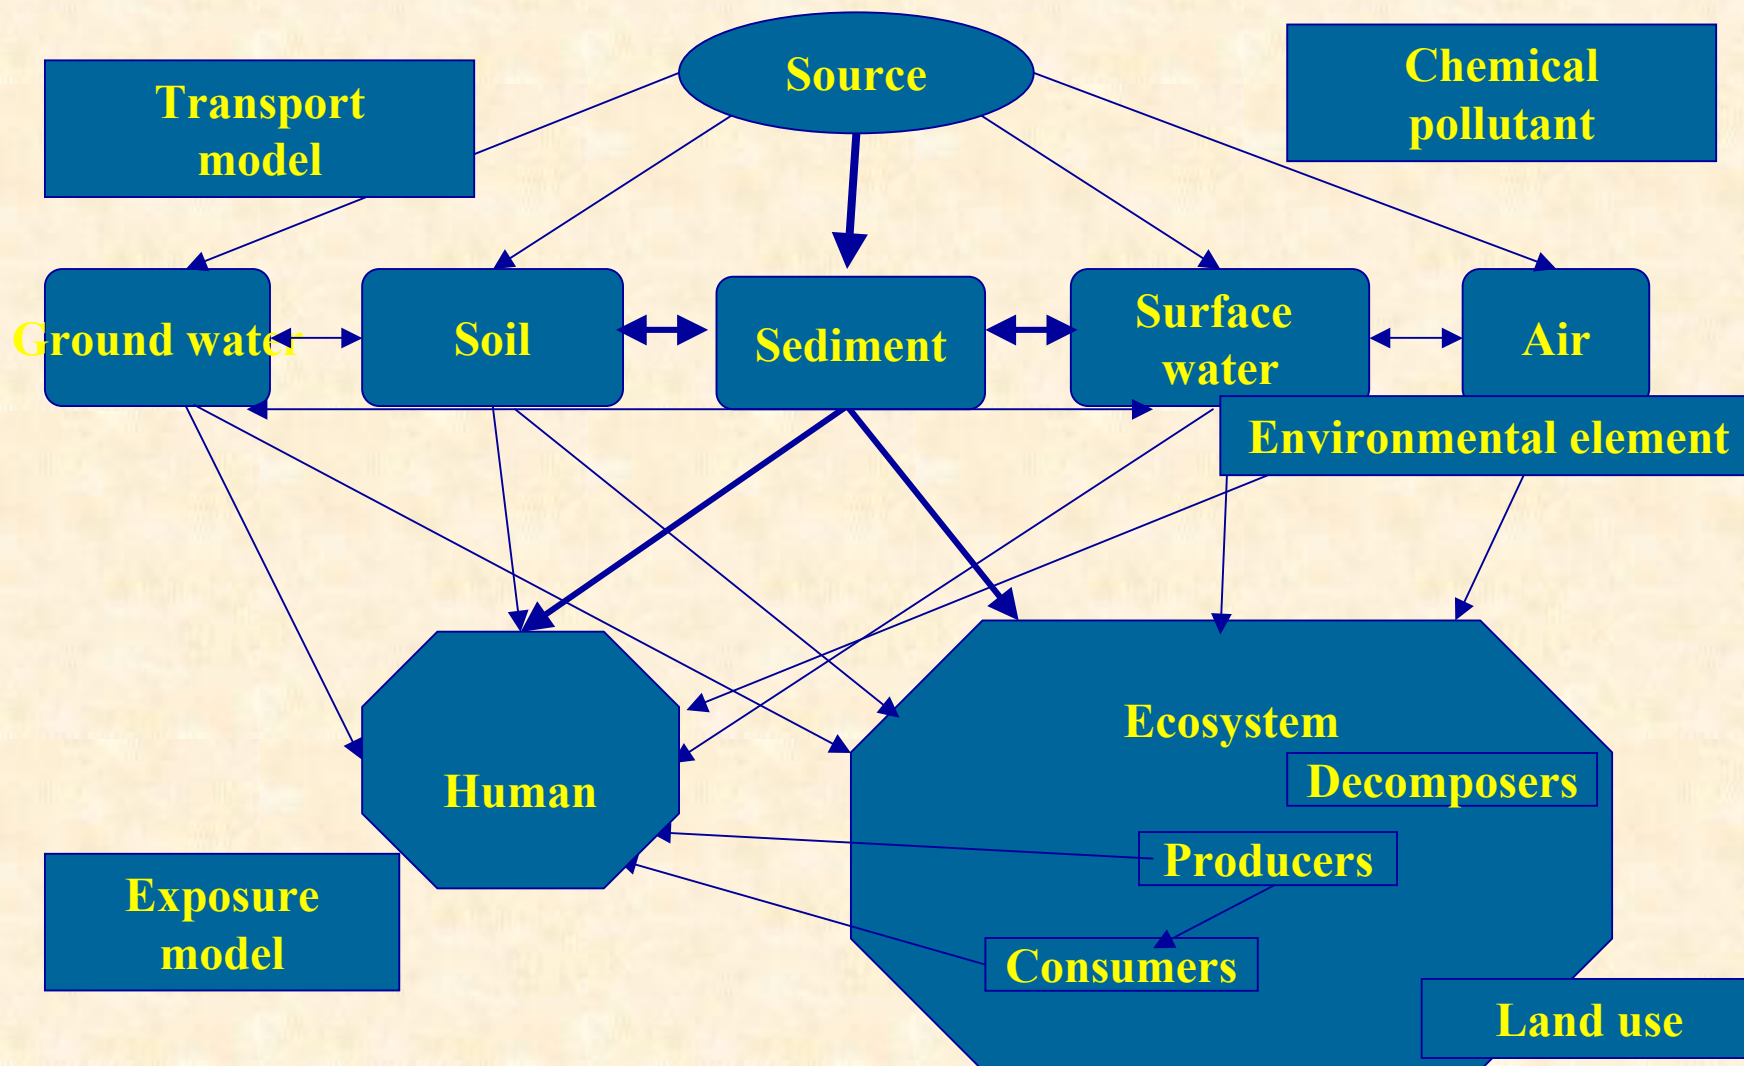 Source
Chemical
pollutant
Transport
model
Ground water
Soil
Sediment
Surface
water
Air
Environmental element
Ecosystem
Decomposers
Human
Producers
Exposure
model
Consumers
Land use